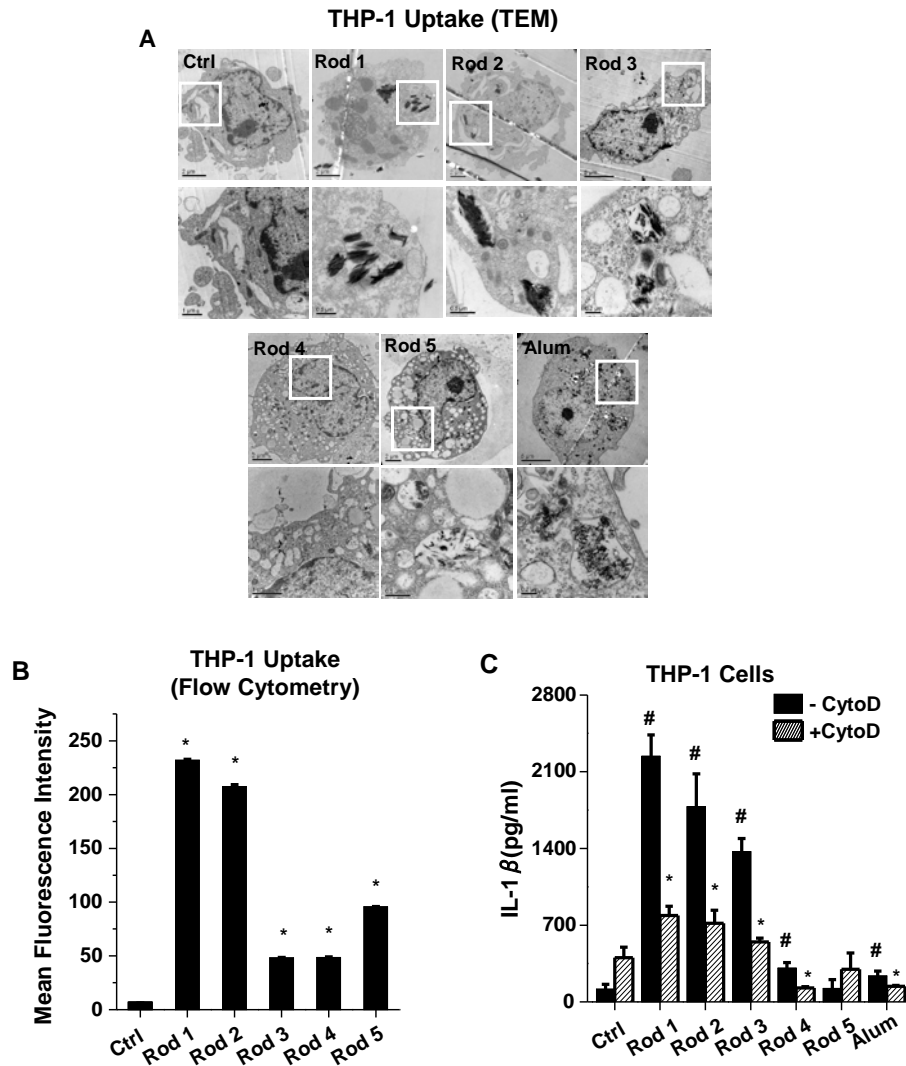 THP-1 Uptake (TEM)
A
Ctrl
Rod 1
Rod 2
Rod 3
Rod 4
Rod 5
Alum
B
THP-1 Uptake
(Flow Cytometry)
Mean Fluorescence Intensity
250
200
150
100
50
0
* * * * *
Ctrl Rod 1 Rod 2 Rod 3 Rod 4 Rod 5
C
THP-1 Cells
- CytoD
+CytoD
IL-1 β(pg/ml)
2800
2100
1400
700
0
# # # # #
* * * * *
Ctrl Rod 1 Rod 2 Rod 3 Rod 4 Rod 5 Alum